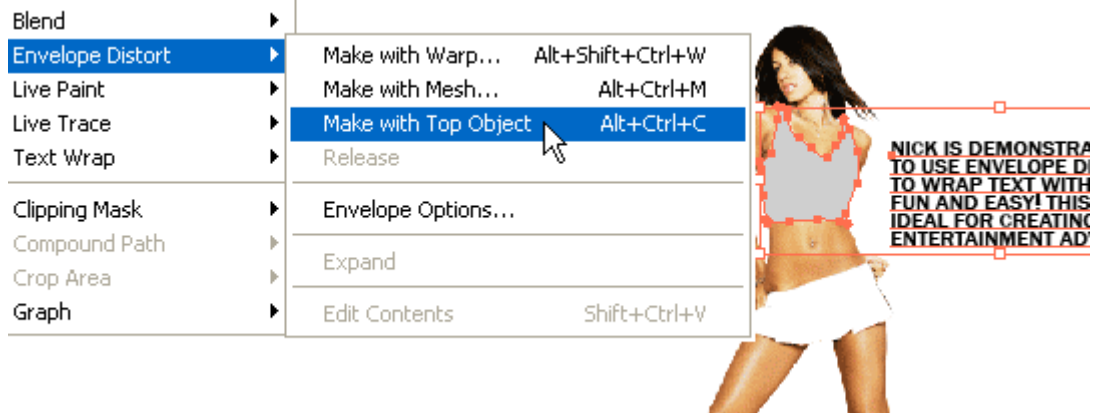 Blend
Envelope Distort
Live Paint
Live Trace
Text Wrap
Clipping Mask
Compound Path
Crop Area
Graph
Make with Warp... Alt+Shift+Ctrl+W
Make with Mesh... Alt+Ctrl+M
Make with Top Object Alt+Ctrl+C
Release
Envelope Options...
Expand
Edit Contents Shift+Ctrl+V
NICK IS DEMONSTRA
TO USE ENVELOPE DI
TO WRAP TEXT WITH
FUN AND EASY! THIS
IDEAL FOR CREATING
ENTERTAINMENT AD